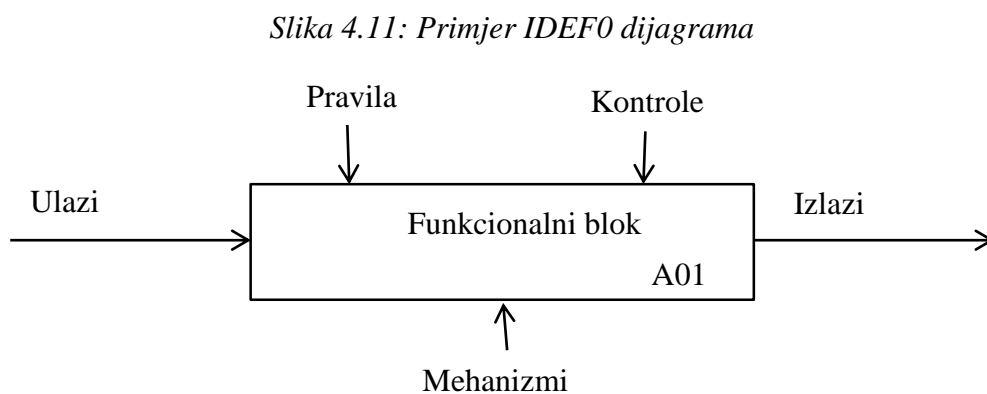 Slika 4.11: Primjer IDEF0 dijagrama
Pravila
Kontrole
Ulazi
Funkcionalni blok
Izlazi
A01
Mehanizmi